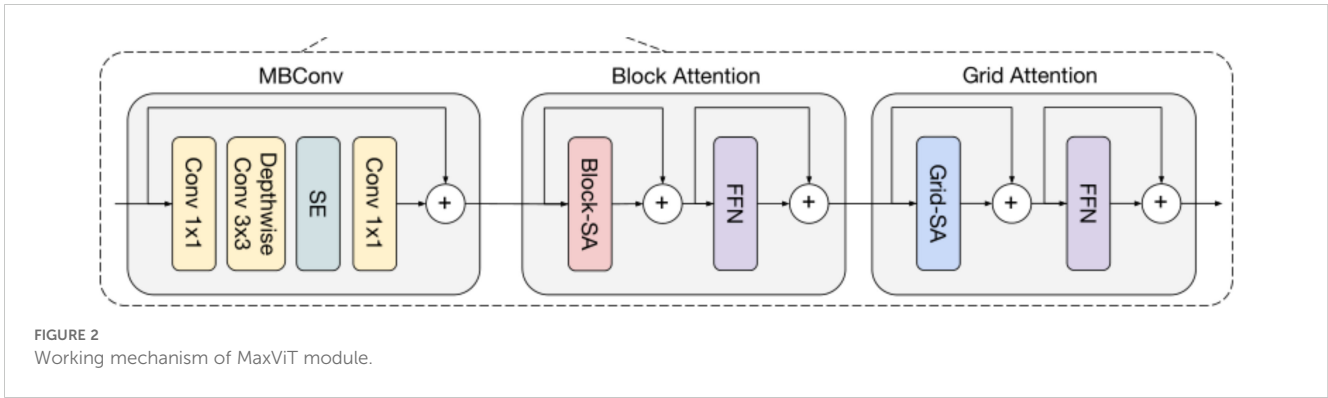 MBConv
Block Attention
Grid Attention
Conv 1x1
Depthwise
Conv 3x3
SE
Conv 1x1
+
Block-SA
+
FFN
+
Grid-SA
+
FFN
+
FIGURE 2
Working mechanism of MaxViT module.